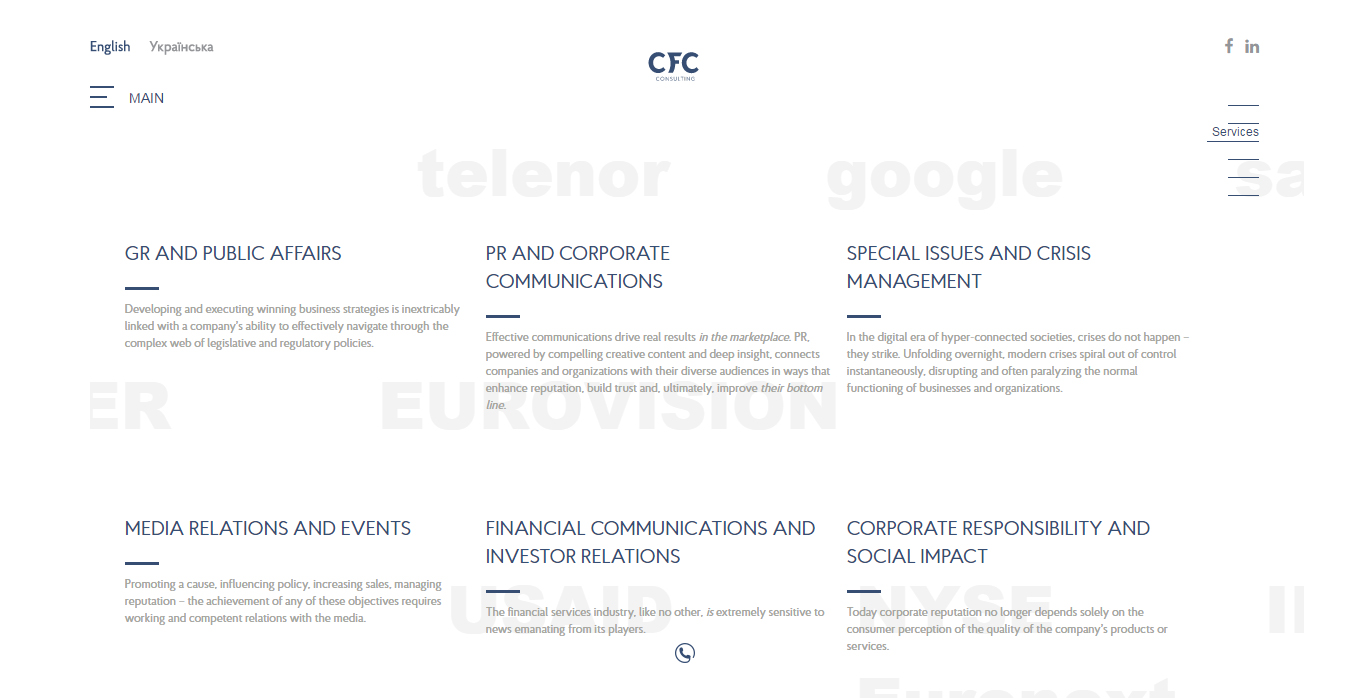 English Українська
CFC
CONSULTING
MAIN
Services
telenor google sa
GR AND PUBLIC AFFAIRS
Developing and executing winning business strategies is inextricably
linked with a company's ability to effectively navigate through the
complex web of legislative and regulatory policies.
PR AND CORPORATE
COMMUNICATIONS
Effective communications drive real results in the marketplace. PR,
powered by compelling creative content and deep insight, connects
companies and organizations with their diverse audiences in ways that
enhance reputation, build trust and, ultimately, improve their bottom
line.
SPECIAL ISSUES AND CRISIS
MANAGEMENT
In the digital era of hyper-connected societies, crises do not happen –
they strike. Unfolding overnight, modern crises spiral out of control
instantaneously, disrupting and often paralyzing the normal
functioning of businesses and organizations.
ER EUROVISION
MEDIA RELATIONS AND EVENTS
Promoting a cause, influencing policy, increasing sales, managing
reputation – the achievement of any of these objectives requires
working and competent relations with the media.
FINANCIAL COMMUNICATIONS AND
INVESTOR RELATIONS
The financial services industry, like no other, is extremely sensitive to
news emanating from its players.
CORPORATE RESPONSIBILITY AND
SOCIAL IMPACT
Today corporate reputation no longer depends solely on the
consumer perception of the quality of the company's products or
services.
USAID NYSE
Euronext